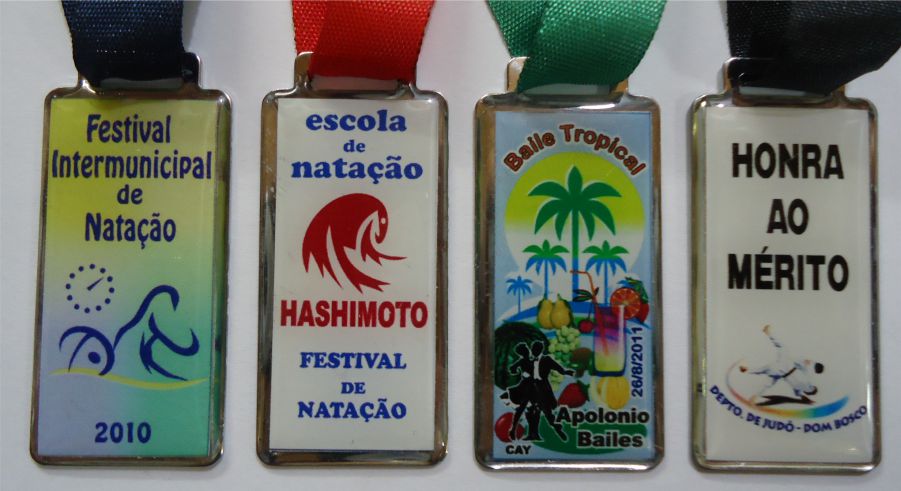 Festival
Intermunicipal
de
Natação
2010
escola
de
natação
HASHIMOTO
FESTIVAL
DE
NATAÇÃO
Baile Tropical
26/8/2011
Apolonio
Bailes
CAY
HONRA
AO
MÉRITO
DEPTO. DE JUDÔ - DOM BOSCO